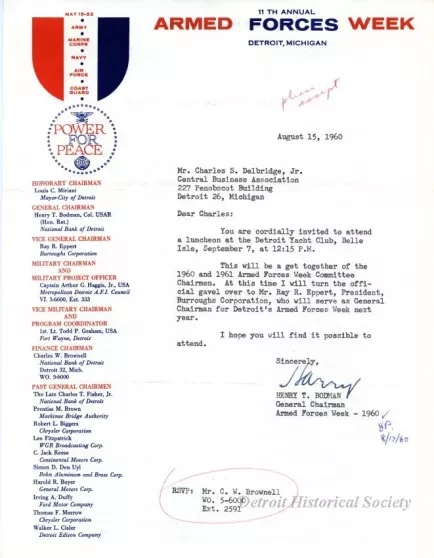 MAY 15-22
ARMY
MARINE
CORPS
NAVY
AIR
FORCE
COAST
GUARD
11 TH ANNUAL
ARMED FORCES WEEK
DETROIT, MICHIGAN
POWER
FOR
PEACE
please
accept
August 15, 1960
Mr. Charles S. Delbridge, Jr.
Central Business Association
227 Penobscot Building
Detroit 26, Michigan
Dear Charles:
You are cordially invited to attend
a luncheon at the Detroit Yacht Club, Belle
Isle, September 7, at 12:15 P.M.
This will be a get together of the
1960 and 1961 Armed Forces Week Committee
Chairmen. At this time I will turn the offi-
cial gavel over to Mr. Ray R. Eppert, President,
Burroughs Corporation, who will serve as General
Chairman for Detroit's Armed Forces Week next
year.
I hope you will find it possible to
attend.
Sincerely,
Harry
HENRY T. BODMAN
General Chairman
Armed Forces Week - 1960
8/17/60
RSVP: Mr. C. W. Brownell
WO. 5-6000
Ext. 2591
HONORARY CHAIRMAN
Louis C. Miriani
Mayor-City of Detroit
GENERAL CHAIRMAN
Henry T. Bodman, Col. USAR
(Hon. Ret.)
National Bank of Detroit
VICE GENERAL CHAIRMAN
Ray R. Eppert
Burroughs Corporation
MILITARY CHAIRMAN
AND
MILITARY PROJECT OFFICER
Captain Arthur G. Haggis, Jr., USA
Metropolitan Detroit A.F.I. Council
VI. 3-6600, Ext. 333
VICE MILITARY CHAIRMAN
AND
PROGRAM COORDINATOR
1st. Lt. Todd P. Graham, USA
Fort Wayne, Detroit
FINANCE CHAIRMAN
Charles W. Brownell
National Bank of Detroit
Detroit 32, Mich.
WO. 5-6000
PAST GENERAL CHAIRMEN
The Late Charles T. Fisher, Jr.
National Bank of Detroit
Prentiss M. Brown
Mackinac Bridge Authority
Robert L. Biggers
Chrysler Corporation
Leo Fitzpatrick
WGR Broadcasting Corp.
C. Jack Reese
Continental Motors Corp.
Simon D. Den Uyl
Bohn Aluminum and Brass Corp.
Harold R. Boyer
General Motors Corp.
Irving A. Duffy
Ford Motor Company
Thomas F. Morrow
Chrysler Corporation
Walker L. Cisler
Detroit Edison Company
Detroit Historical Society